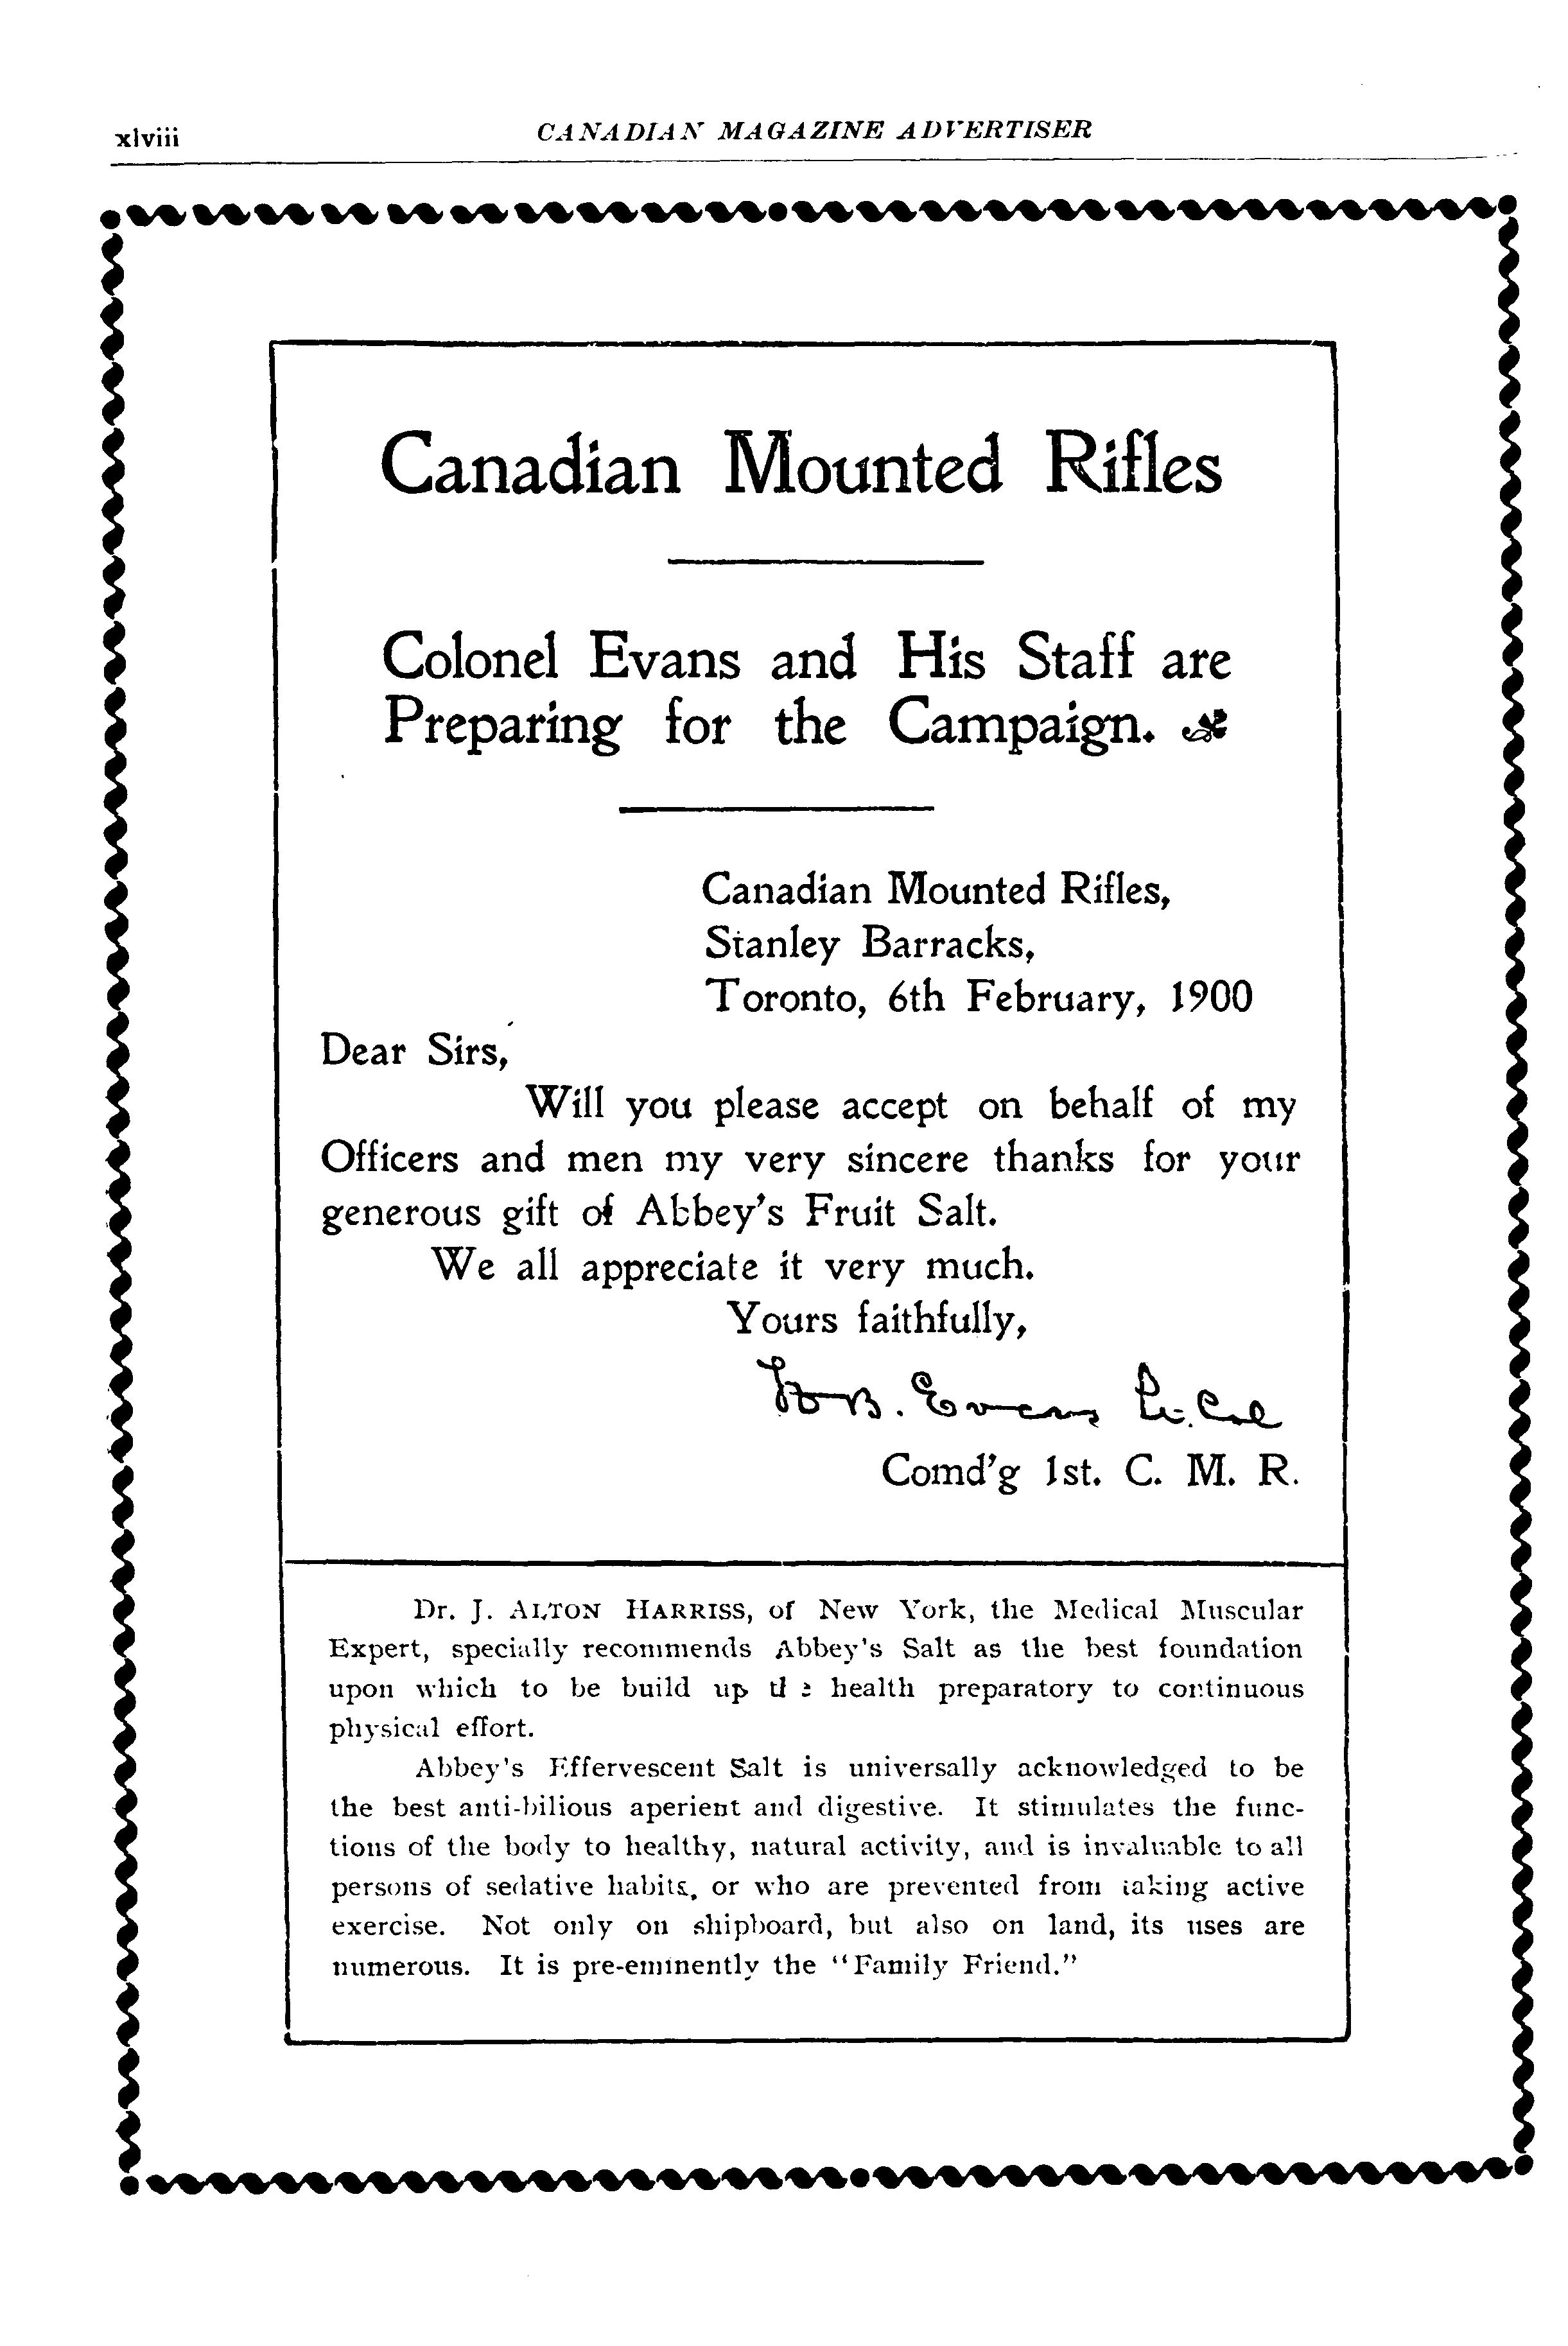 xlviii
CANADIAN MAGAZINE ADVERTISER
Canadian Mounted Rifles
Colonel Evans and His Staff are
Preparing for the Campaign.
Canadian Mounted Rifles,
Stanley Barracks,
Toronto, 6th February, 1900
Dear Sirs,
Will you please accept on behalf of my
Officers and men my very sincere thanks for your
generous gift of Abbey's Fruit Salt.
We all appreciate it very much.
Yours faithfully,
B. Evans Lt. Col
Comd'g 1st. C. M. R.
Dr. J. ALTON HARRISS, of New York, the Medical Muscular
Expert, specially recommends Abbey's Salt as the best foundation
upon which to be build up the health preparatory to continuous
physical effort.
Abbey's Effervescent Salt is universally acknowledged to be
the best anti-bilious aperient and digestive. It stimulates the func-
tions of the body to healthy, natural activity, and is invaluable to all
persons of sedative habits, or who are prevented from taking active
exercise. Not only on shipboard, but also on land, its uses are
numerous. It is pre-eminently the "Family Friend."